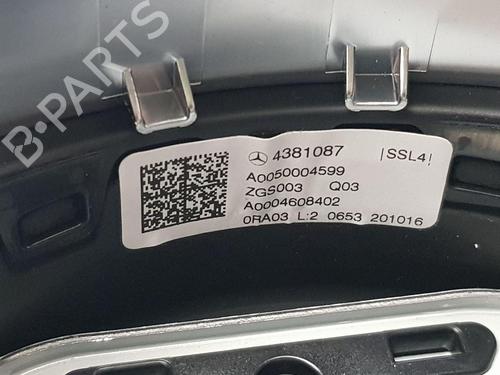 B-PARTS
4381087 |SSL4!
A0050004599
ZGS003 Q03
A0004608402
0RA03 L:2 0653 201016